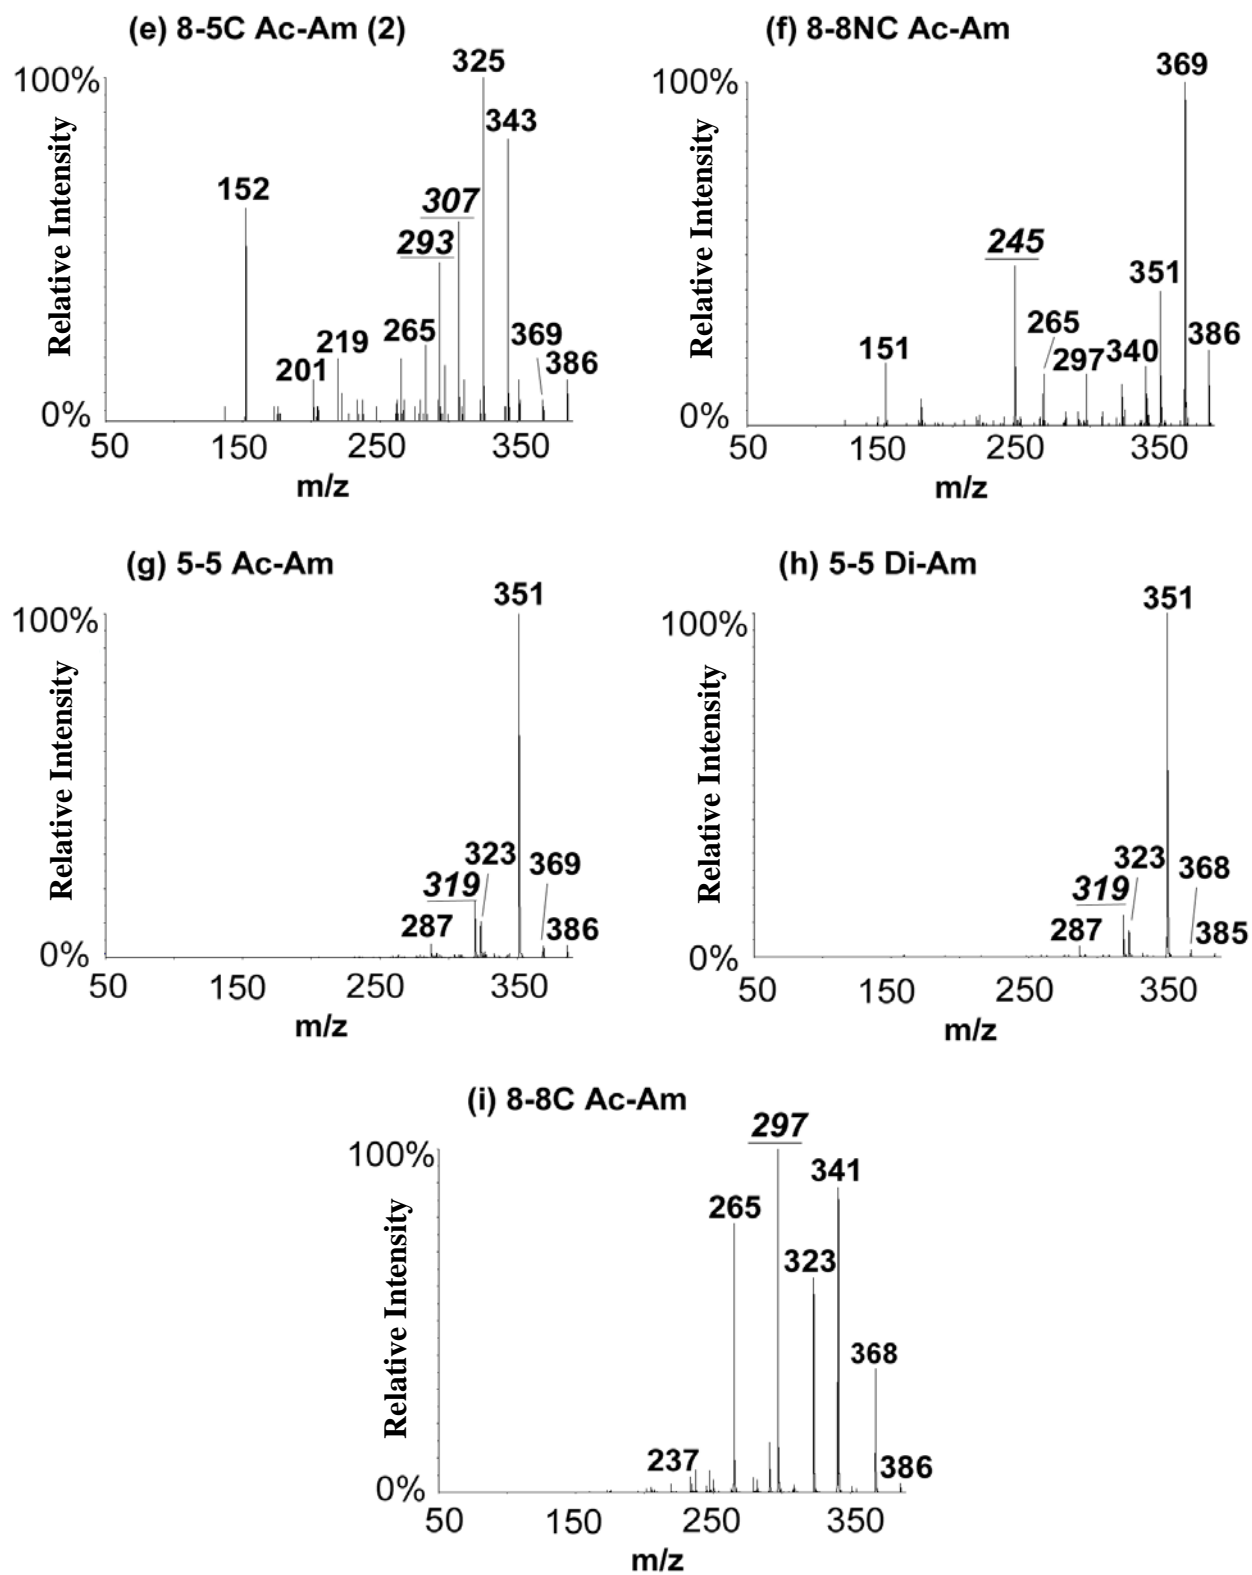 (e) 8-5C Ac-Am (2)
100%
Relative Intensity
0%
325
343
152
307
293
265
219
201
369
386
50 150 250 350
m/z
(f) 8-8NC Ac-Am
100%
Relative Intensity
0%
369
245
351
265
151
297
340
386
50 150 250 350
m/z
(g) 5-5 Ac-Am
100%
Relative Intensity
0%
351
323
369
319
287
386
50 150 250 350
m/z
(h) 5-5 Di-Am
100%
Relative Intensity
0%
351
323
368
319
287
385
50 150 250 350
m/z
(i) 8-8C Ac-Am
100%
Relative Intensity
0%
297
341
265
323
368
237
386
50 150 250 350
m/z